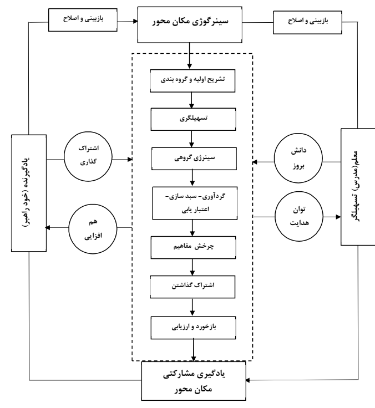 بازبینی و اصلاح
سینرگوژی مکان محور
بازبینی و اصلاح
تشریح اولیه و گروه بندی
تسهیلگری
سینرژی گروهی
گردآوری- سبد سازی-
اعتبار یابی
چرخش مفاهیم
اشتراک گذاشتن
بازخورد و ارزیابی
یادگیری مشارکتی
مکان محور
معلم(مدرس) تسهیلگر
دانش
بروز
توان
هدایت
اشتراک
گذاری
هم
افزایی
یادگیرنده (خود راهبر)